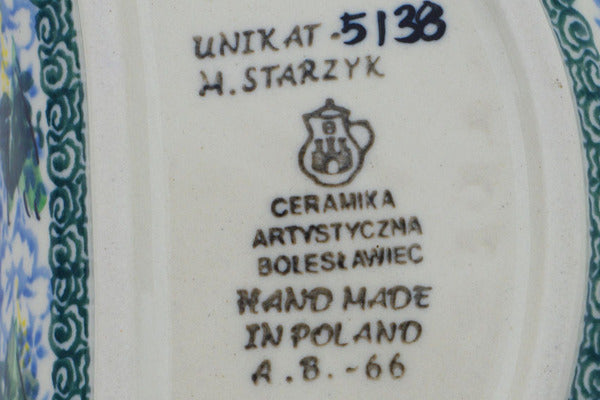 UNIKAT-5138
H. STARZYK
CERAMIKA
ARTYSTYCZNA
BOLESŁAWIEC
HAND MADE
IN POLAND
A.B.-66